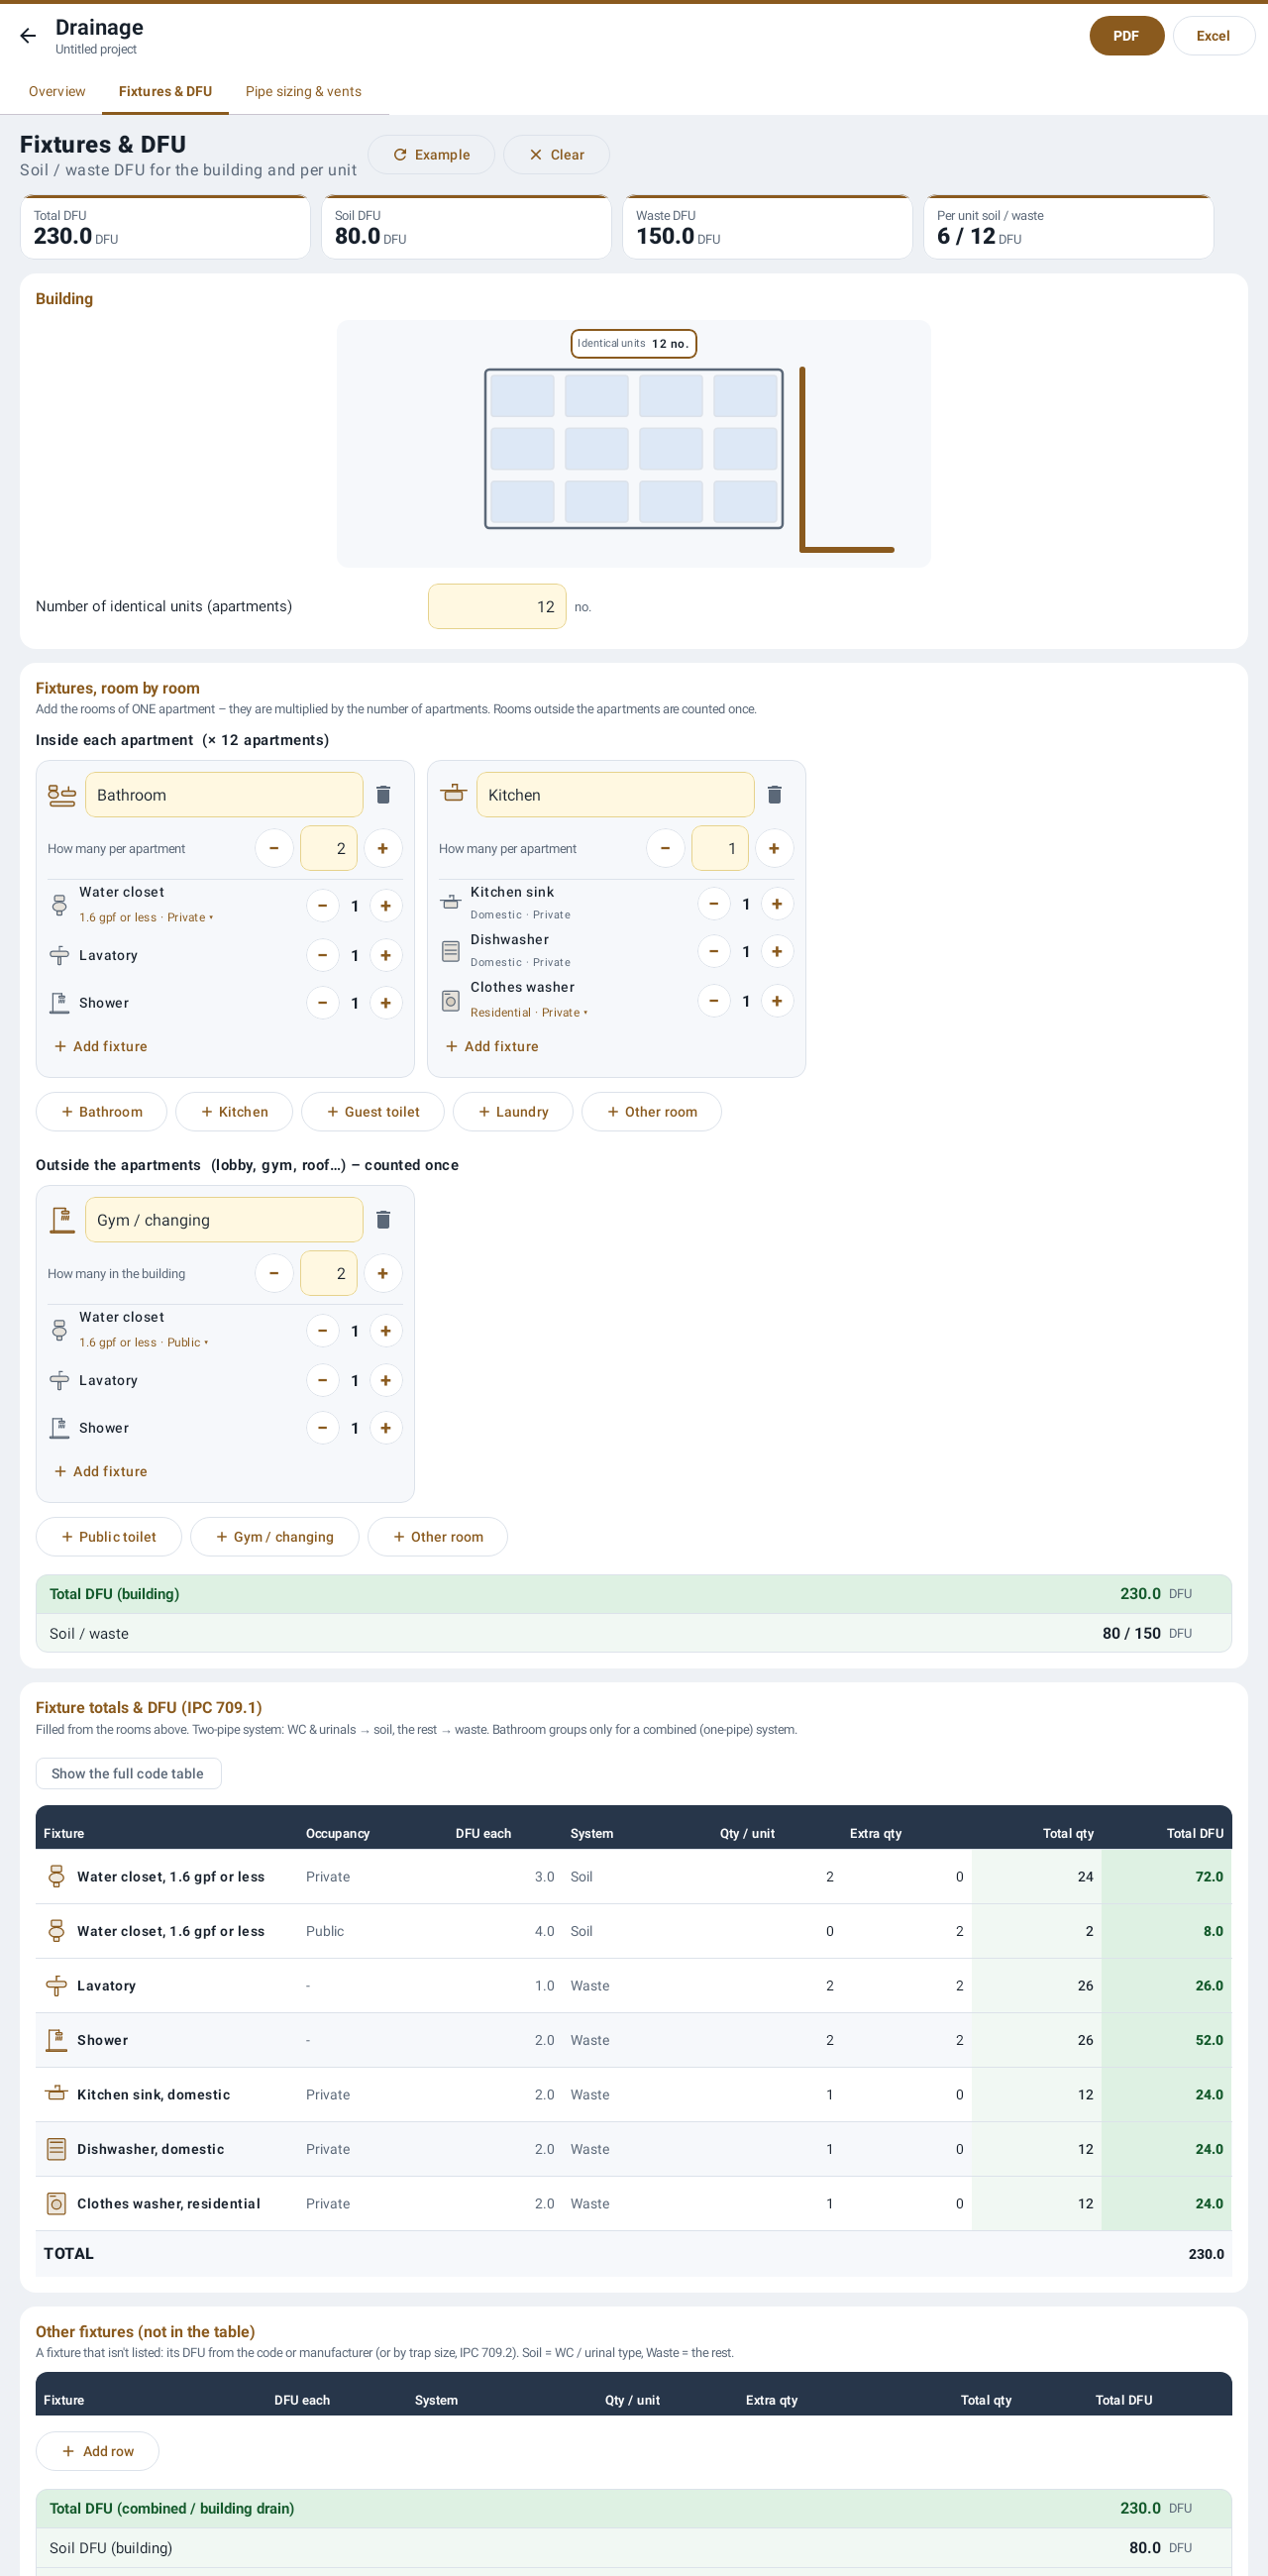 Drainage
Untitled project
PDF
Excel
Overview
Fixtures & DFU
Pipe sizing & vents
Fixtures & DFU
Soil / waste DFU for the building and per unit
Example
Clear
Total DFU
230.0 DFU
Soil DFU
80.0 DFU
Waste DFU
150.0 DFU
Per unit soil / waste
6 / 12 DFU
Building
Identical units 12 no.
Number of identical units (apartments)
12
no.
Fixtures, room by room
Add the rooms of ONE apartment – they are multiplied by the number of apartments. Rooms outside the apartments are counted once.
Inside each apartment (× 12 apartments)
Bathroom
How many per apartment
−
2
+
Water closet
1.6 gpf or less · Private ▾
−
1
+
Lavatory
−
1
+
Shower
−
1
+
+ Add fixture
Kitchen
How many per apartment
−
1
+
Kitchen sink
Domestic · Private
−
1
+
Dishwasher
Domestic · Private
−
1
+
Clothes washer
Residential · Private ▾
−
1
+
+ Add fixture
+ Bathroom
+ Kitchen
+ Guest toilet
+ Laundry
+ Other room
Outside the apartments (lobby, gym, roof…) – counted once
Gym / changing
How many in the building
−
2
+
Water closet
1.6 gpf or less · Public ▾
−
1
+
Lavatory
−
1
+
Shower
−
1
+
+ Add fixture
+ Public toilet
+ Gym / changing
+ Other room
Total DFU (building)
230.0 DFU
Soil / waste
80 / 150 DFU
Fixture totals & DFU (IPC 709.1)
Filled from the rooms above. Two-pipe system: WC & urinals → soil, the rest → waste. Bathroom groups only for a combined (one-pipe) system.
Show the full code table
Fixture Occupancy DFU each System Qty / unit Extra qty Total qty Total DFU
Water closet, 1.6 gpf or less Private 3.0 Soil 2 0 24 72.0
Water closet, 1.6 gpf or less Public 4.0 Soil 0 2 2 8.0
Lavatory - 1.0 Waste 2 2 26 26.0
Shower - 2.0 Waste 2 2 26 52.0
Kitchen sink, domestic Private 2.0 Waste 1 0 12 24.0
Dishwasher, domestic Private 2.0 Waste 1 0 12 24.0
Clothes washer, residential Private 2.0 Waste 1 0 12 24.0
TOTAL 230.0
Other fixtures (not in the table)
A fixture that isn't listed: its DFU from the code or manufacturer (or by trap size, IPC 709.2). Soil = WC / urinal type, Waste = the rest.
Fixture DFU each System Qty / unit Extra qty Total qty Total DFU
+ Add row
Total DFU (combined / building drain)
230.0 DFU
Soil DFU (building)
80.0 DFU